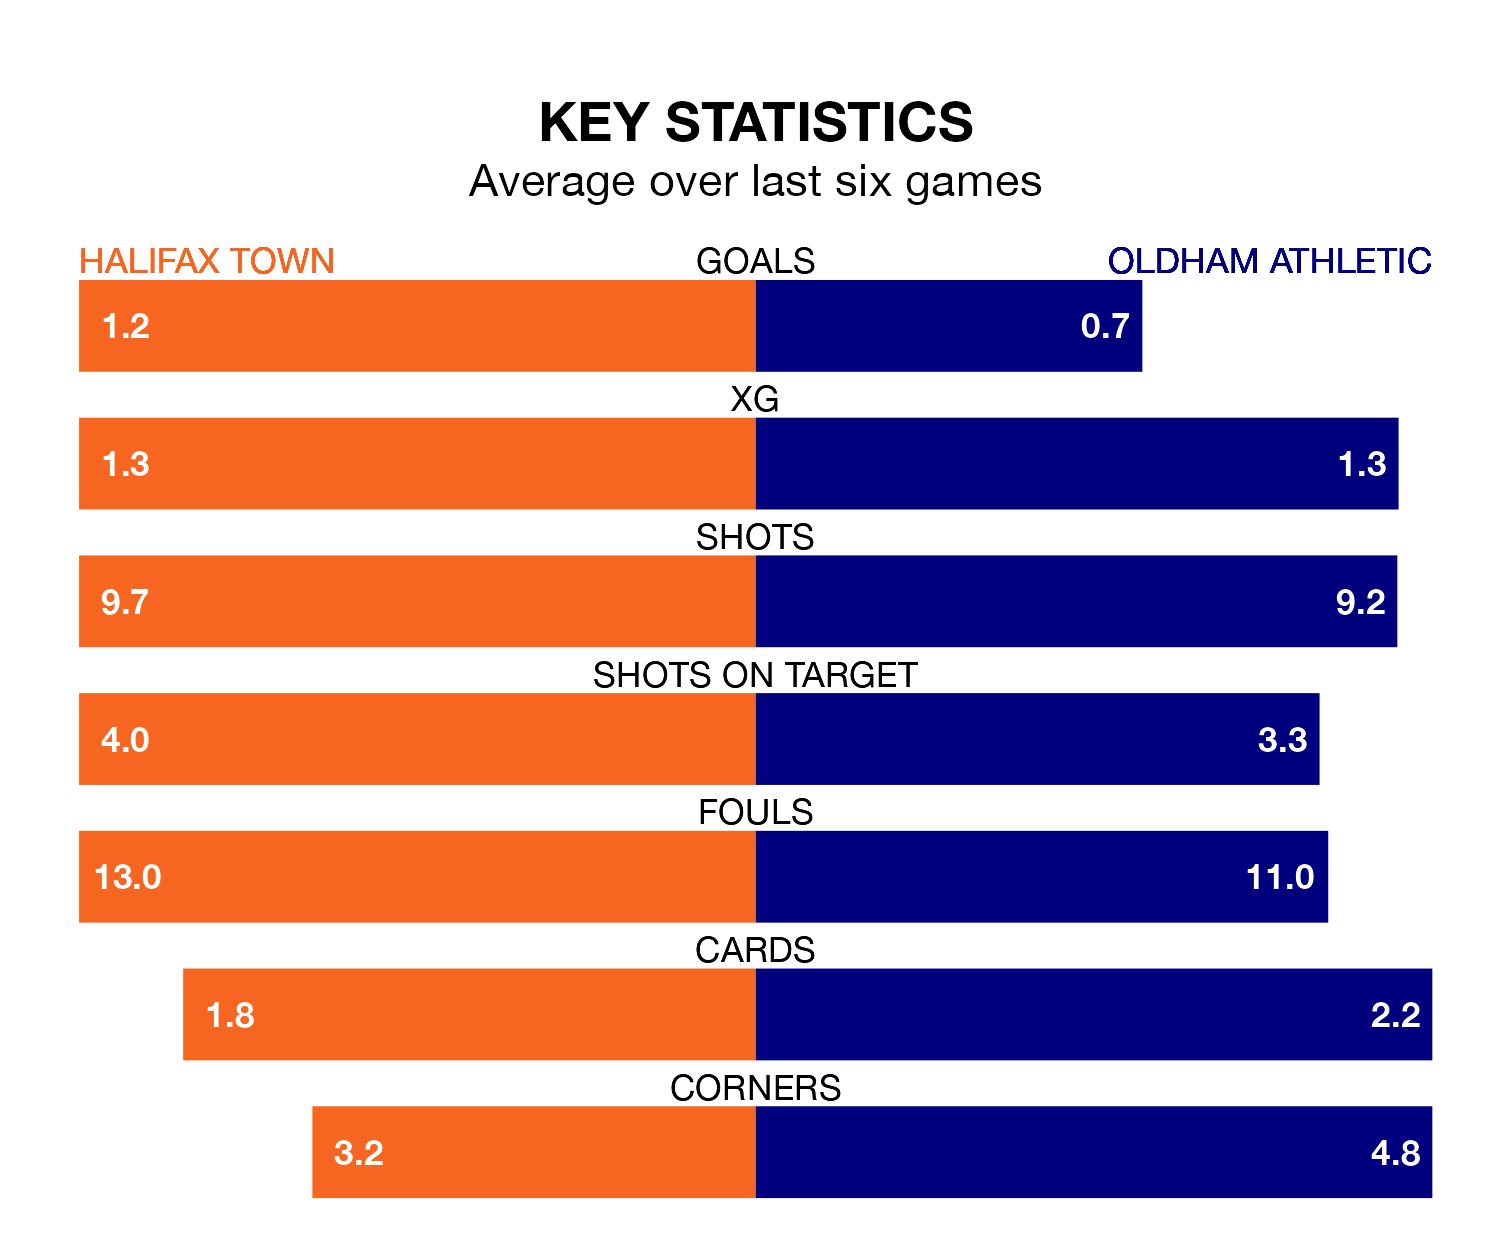 KEY STATISTICS
Average over last six games
HALIFAX TOWN GOALS OLDHAM ATHLETIC
1.2 0.7
XG
1.3 1.3
SHOTS
9.7 9.2
SHOTS ON TARGET
4.0 3.3
FOULS
13.0 11.0
CARDS
1.8 2.2
CORNERS
3.2 4.8